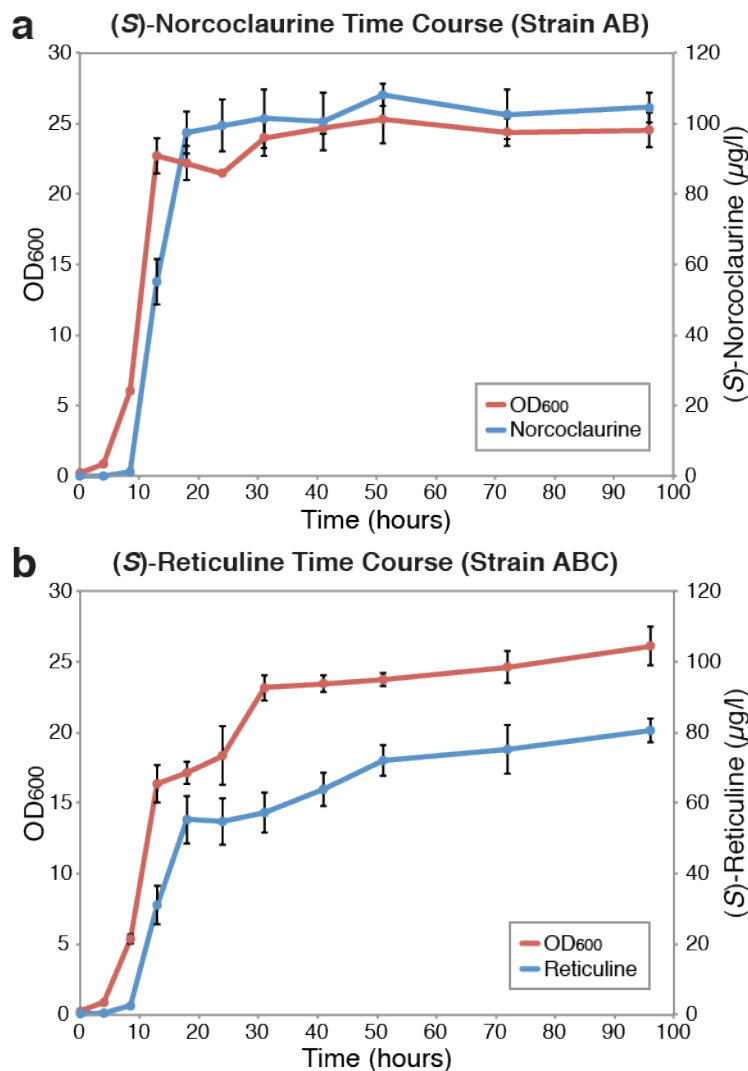 a (S)-Norcoclaurine Time Course (Strain AB)
30
25
20
15
10
5
0
OD600
120
100
80
60
40
20
0
(S)-Norcoclaurine (µg/l)
OD600
Norcoclaurine
0 10 20 30 40 50 60 70 80 90 100
Time (hours)
b (S)-Reticuline Time Course (Strain ABC)
30
25
20
15
10
5
0
OD600
120
100
80
60
40
20
0
(S)-Reticuline (µg/l)
OD600
Reticuline
0 10 20 30 40 50 60 70 80 90 100
Time (hours)